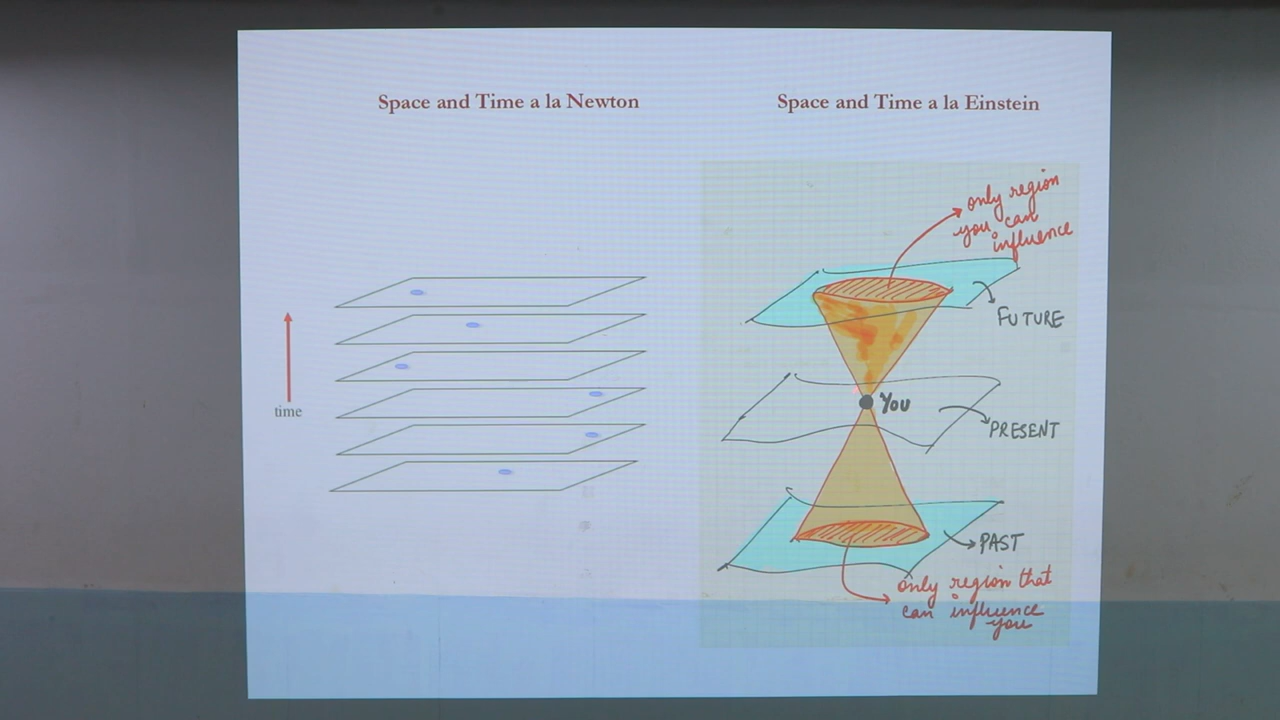 Space and Time a la Newton
Space and Time a la Einstein
only region
you can
influence
FUTURE
time
You
PRESENT
PAST
only region that
can influence
you